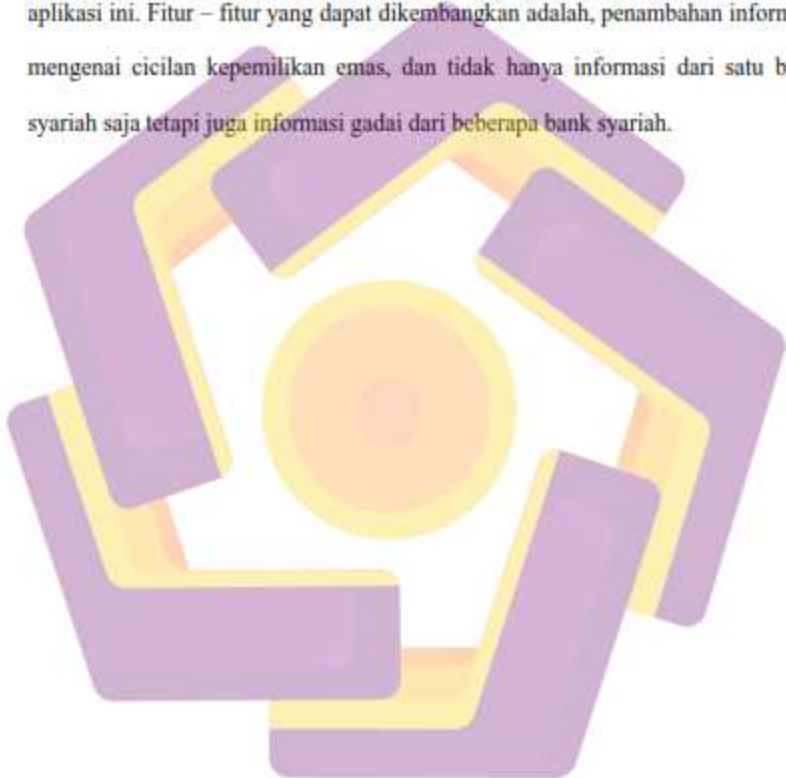 aplikasi ini. Fitur – fitur yang dapat dikembangkan adalah, penambahan inform
mengenai cicilan kepemilikan emas, dan tidak hanya informasi dari satu b
syariah saja tetapi juga informasi gadai dari beberapa bank syariah.